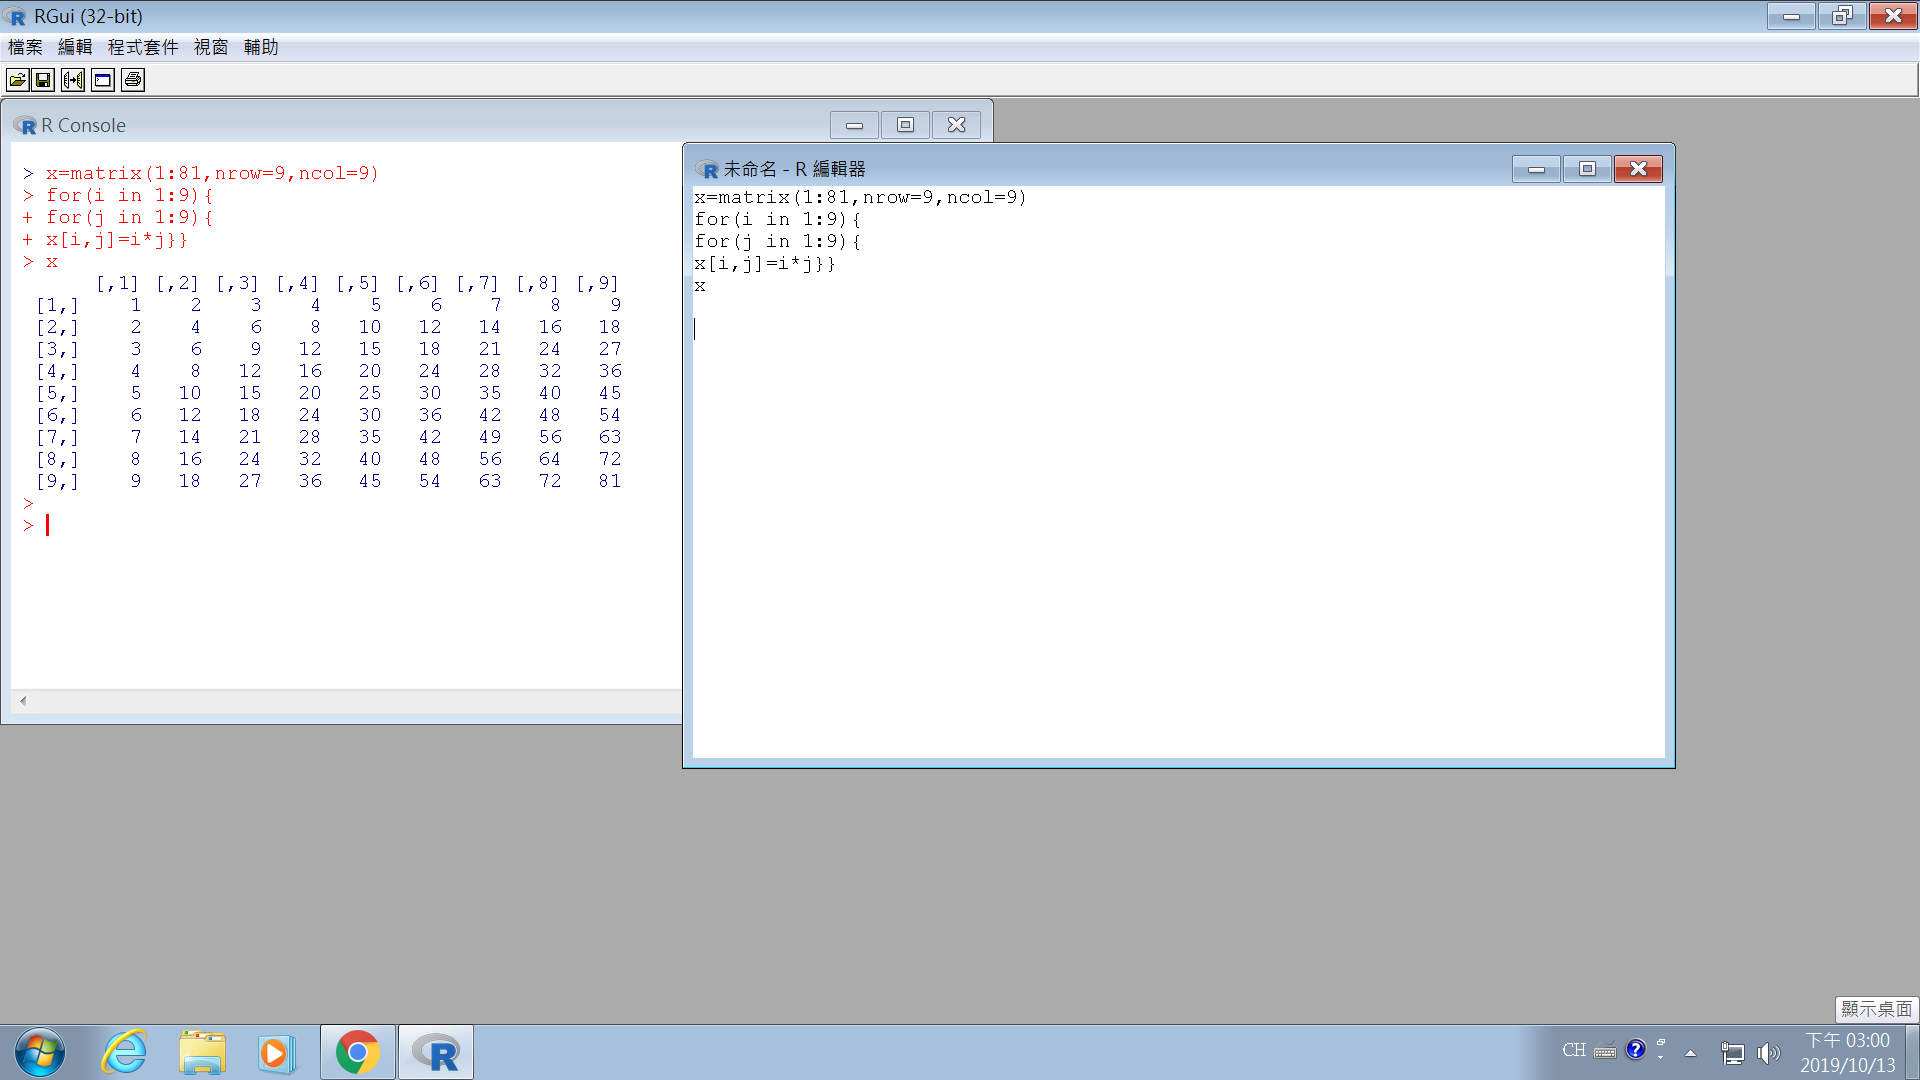 RGui (32-bit)
檔案 編輯 程式套件 視窗 輔助
R Console
> x=matrix(1:81,nrow=9,ncol=9)
> for(i in 1:9){
+ for(j in 1:9){
+ x[i,j]=i*j}}
> x
      [,1] [,2] [,3] [,4] [,5] [,6] [,7] [,8] [,9]
 [1,]    1    2    3    4    5    6    7    8    9
 [2,]    2    4    6    8   10   12   14   16   18
 [3,]    3    6    9   12   15   18   21   24   27
 [4,]    4    8   12   16   20   24   28   32   36
 [5,]    5   10   15   20   25   30   35   40   45
 [6,]    6   12   18   24   30   36   42   48   54
 [7,]    7   14   21   28   35   42   49   56   63
 [8,]    8   16   24   32   40   48   56   64   72
 [9,]    9   18   27   36   45   54   63   72   81
>
>
未命名 - R 編輯器
x=matrix(1:81,nrow=9,ncol=9)
for(i in 1:9){
for(j in 1:9){
x[i,j]=i*j}}
x
顯示桌面
CH
下午 03:00
2019/10/13